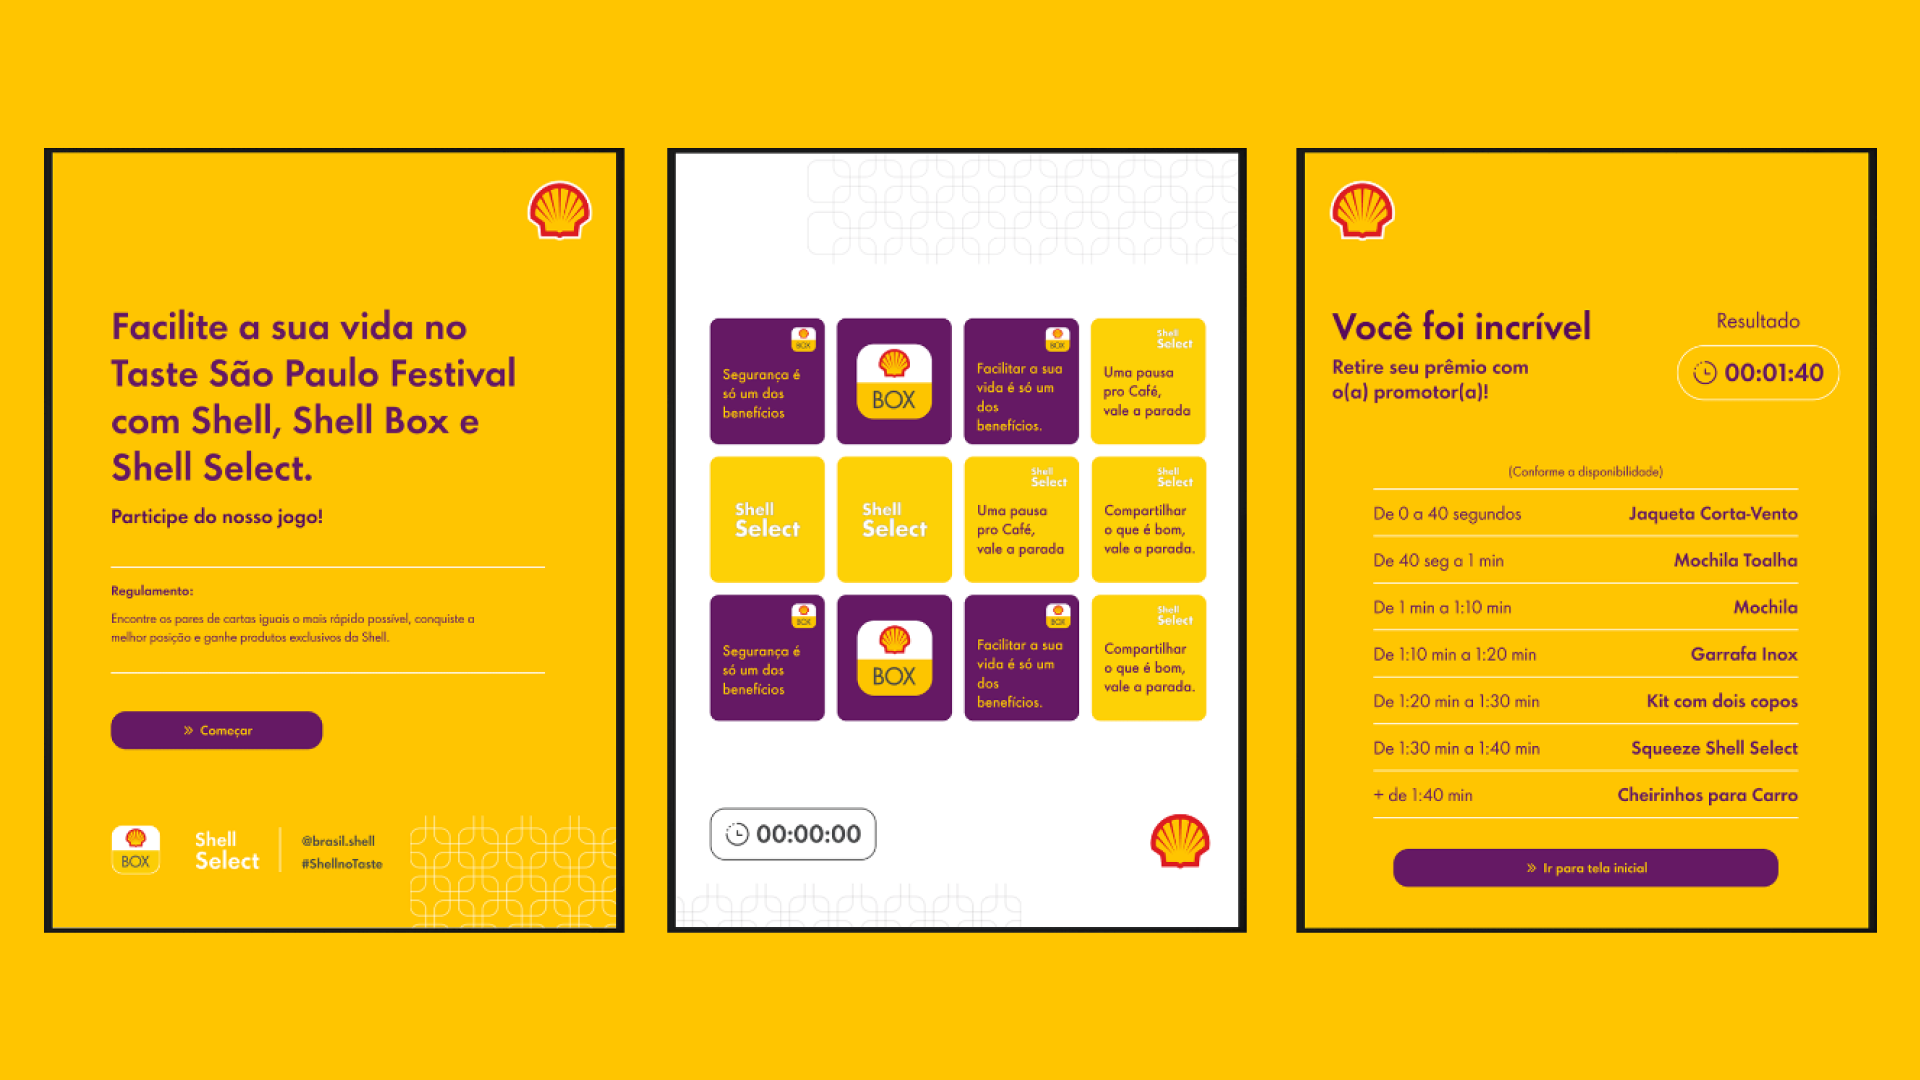 Facilite a sua vida no
Taste São Paulo Festival
com Shell, Shell Box e
Shell Select.
Participe do nosso jogo!
Regulamento:
Encontre os pares de cartas iguais o mais rápido possível, conquiste a
melhor posição e ganhe produtos exclusivos da Shell.
» Começar
BOX
Shell
Select
@brasil.shell
#ShellnoTaste
BOX
Segurança é
só um dos
benefícios
BOX
BOX
Facilitar a sua
vida é só um
dos
benefícios.
Shell
Select
Uma pausa
pro Café,
vale a parada
Shell
Select
Shell
Select
Shell
Select
Uma pausa
pro Café,
vale a parada
Shell
Select
Compartilhar
o que é bom,
vale a parada.
BOX
Segurança é
só um dos
benefícios
BOX
BOX
Facilitar a sua
vida é só um
dos
benefícios.
Shell
Select
Compartilhar
o que é bom,
vale a parada.
00:00:00
Você foi incrível
Retire seu prêmio com
o(a) promotor(a)!
Resultado
00:01:40
(Conforme a disponibilidade)
De 0 a 40 segundos Jaqueta Corta-Vento
De 40 seg a 1 min Mochila Toalha
De 1 min a 1:10 min Mochila
De 1:10 min a 1:20 min Garrafa Inox
De 1:20 min a 1:30 min Kit com dois copos
De 1:30 min a 1:40 min Squeeze Shell Select
+ de 1:40 min Cheirinhos para Carro
» Ir para tela inicial